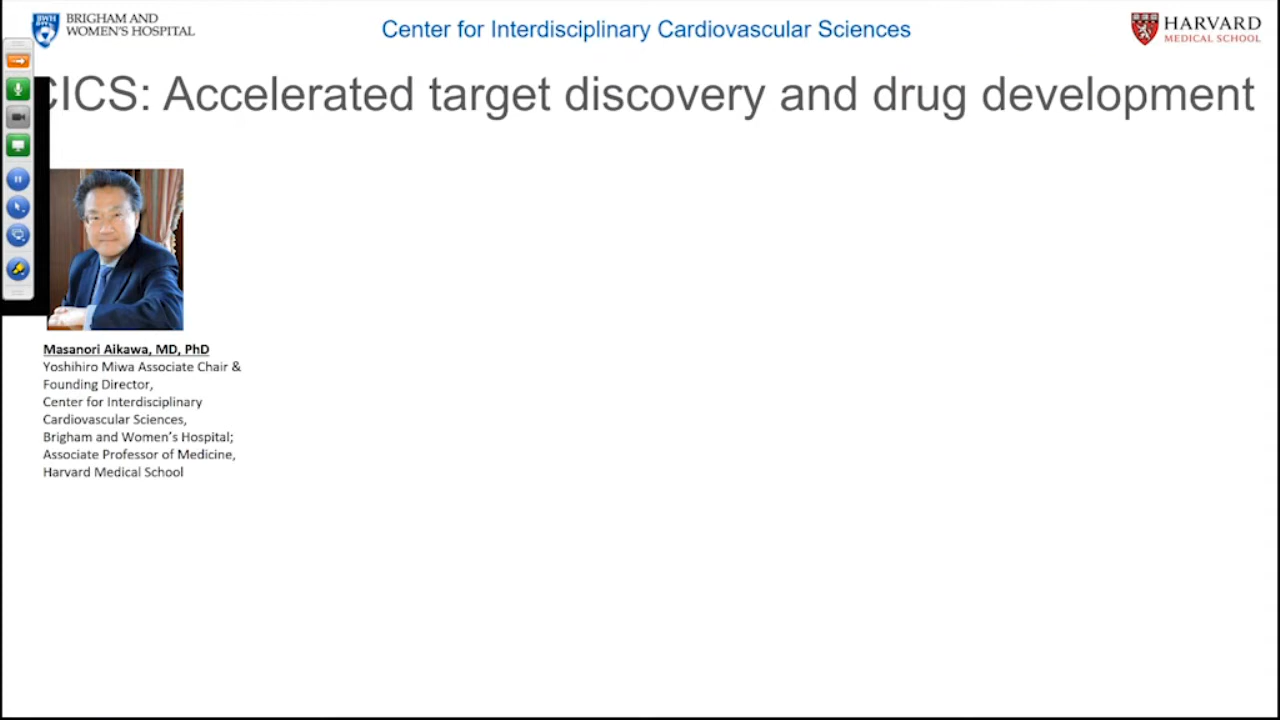 BRIGHAM AND
WOMEN'S HOSPITAL
Center for Interdisciplinary Cardiovascular Sciences
HARVARD
MEDICAL SCHOOL
CICS: Accelerated target discovery and drug development
Masanori Aikawa, MD, PhD
Yoshihiro Miwa Associate Chair &
Founding Director,
Center for Interdisciplinary
Cardiovascular Sciences,
Brigham and Women's Hospital;
Associate Professor of Medicine,
Harvard Medical School